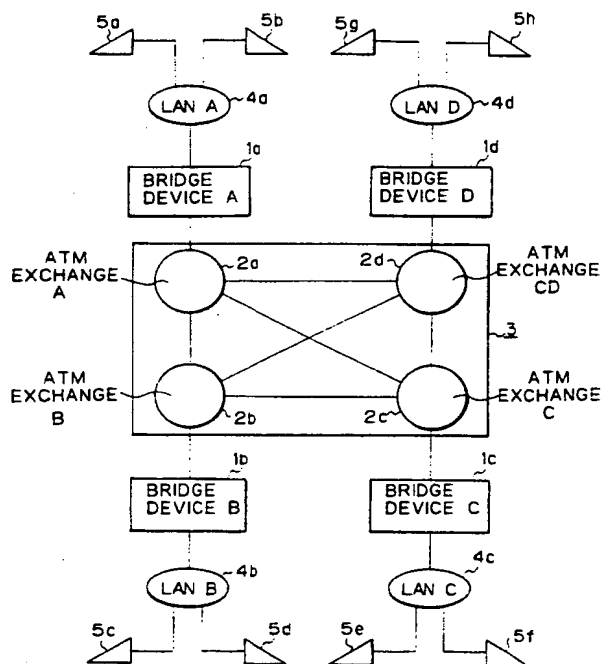 5a
5b
5g
5h
LAN A
4a
LAN D
4d
1a
1d
BRIDGE
DEVICE A
BRIDGE
DEVICE D
ATM
EXCHANGE
A
2a
2d
ATM
EXCHANGE
CD
3
ATM
EXCHANGE
B
2b
2c
ATM
EXCHANGE
C
1b
1c
BRIDGE
DEVICE B
BRIDGE
DEVICE C
LAN B
4b
LAN C
4c
5c
5d
5e
5f